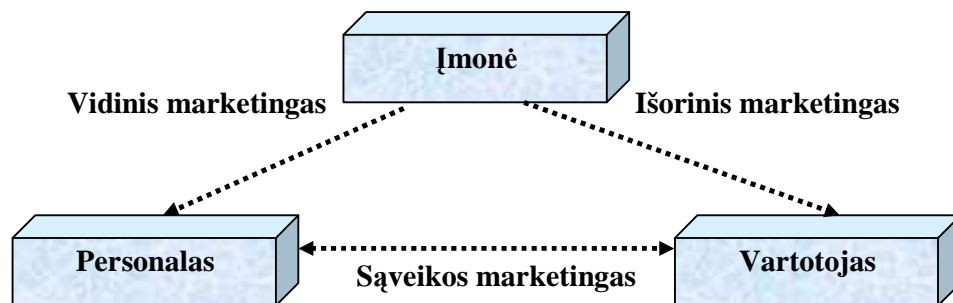 Įmonė
Vidinis marketingas
Išorinis marketingas
Personalas
Sąveikos marketingas
Vartotojas